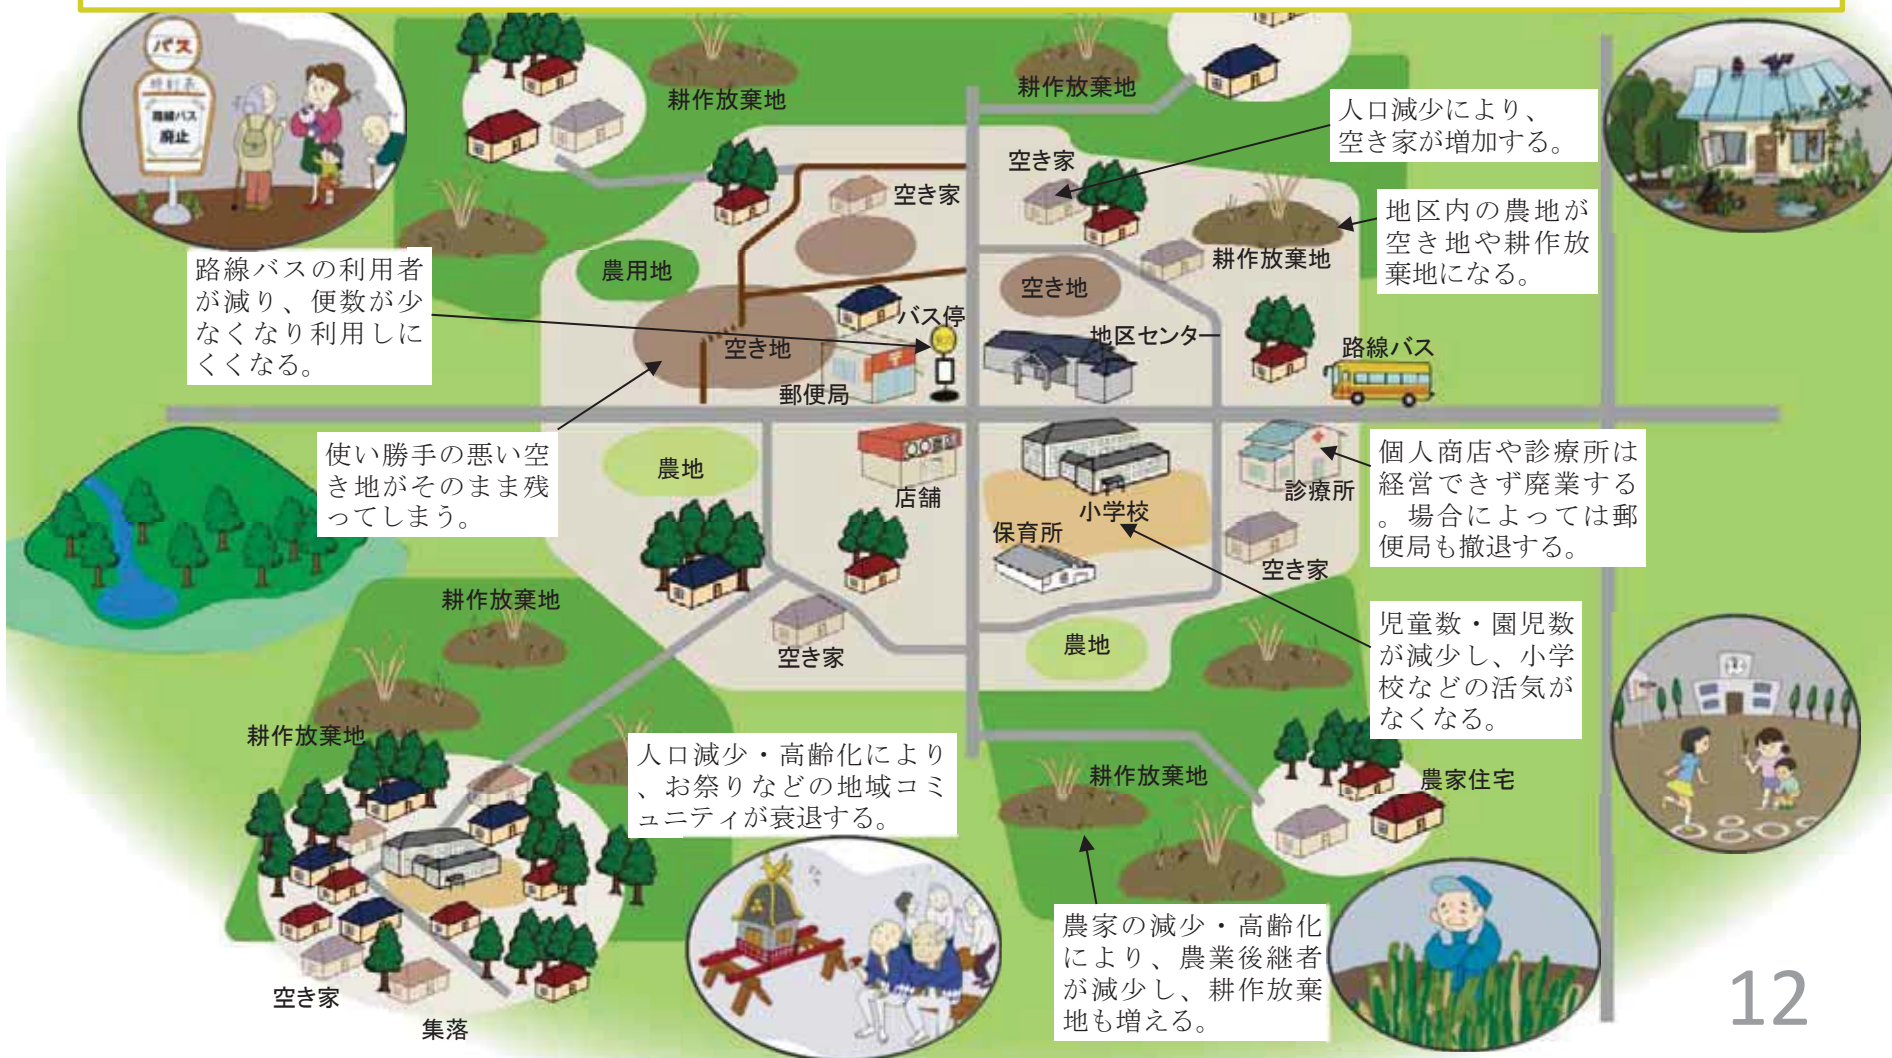 バス
時刻表
路線バス
廃止
耕作放棄地
耕作放棄地
人口減少により、
空き家が増加する。
空き家
空き家
地区内の農地が
空き地や耕作放
棄地になる。
耕作放棄地
路線バスの利用者
が減り、便数が少
なくなり利用しに
くくなる。
農用地
空き地
バス停
空き地
地区センター
路線バス
郵便局
使い勝手の悪い空
き地がそのまま残
ってしまう。
農地
店舗
小学校
診療所
個人商店や診療所は
経営できず廃業する
。場合によっては郵
便局も撤退する。
保育所
空き家
耕作放棄地
児童数・園児数
が減少し、小学
校などの活気が
なくなる。
空き家
農地
耕作放棄地
人口減少・高齢化により
、お祭りなどの地域コミ
ュニティが衰退する。
耕作放棄地
農家住宅
農家の減少・高齢化
により、農業後継者
が減少し、耕作放棄
地も増える。
空き家
集落
12